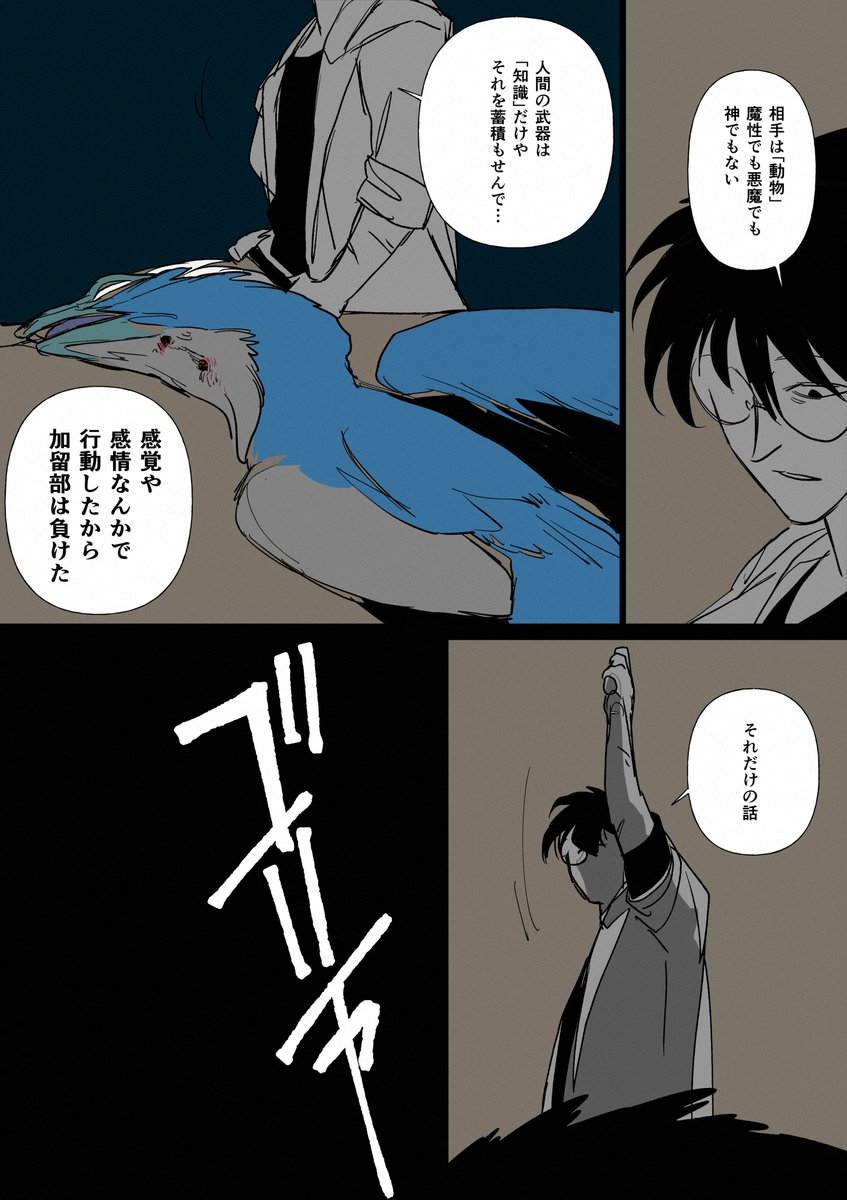 相手は「動物」
魔性でも悪魔でも
神でもない
人間の武器は
「知識」だけや
それを蓄積もせんで…
感覚や
感情なんかで
行動したから
加留部は負けた
それだけの話
ブシャ